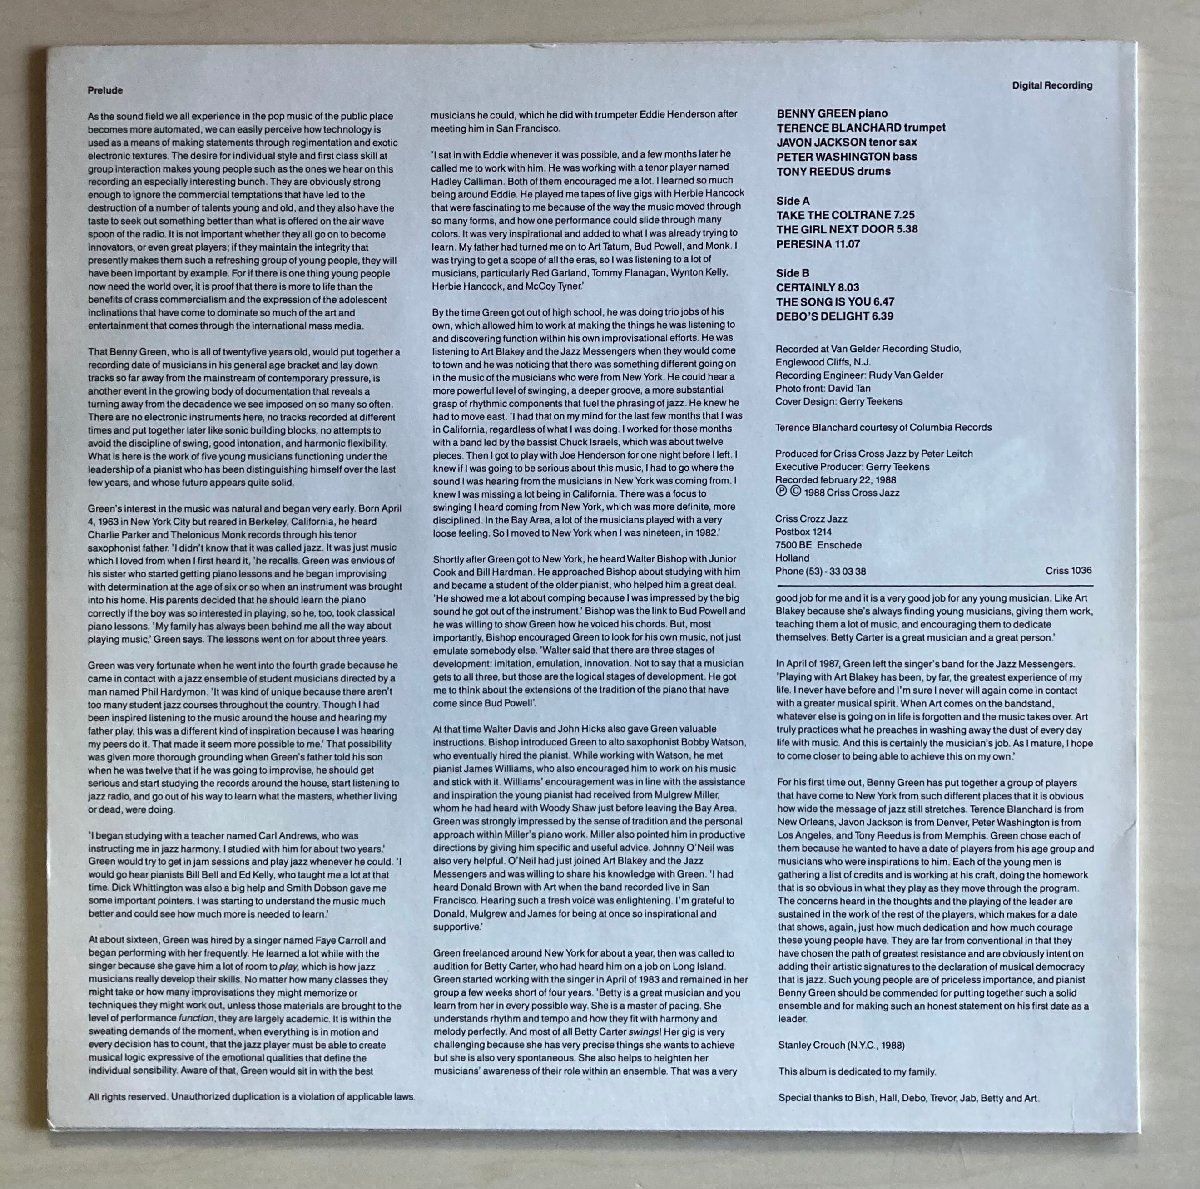 Prelude
As the sound field we all experience in the pop music of the public place
becomes more automated, we can easily perceive how technology is
used as a means of making statements through regimentation and exotic
electronic textures. The desire for individual style and first class skill at
group interaction makes young people such as the ones we hear on this
recording an especially interesting bunch. They are obviously strong
enough to ignore the commercial temptations that have led to the
destruction of a number of talents young and old, and they also have the
taste to seek out something better than what is offered on the air wave
spoon of the radio. It is not important whether they all go on to become
innovators, or even great players; if they maintain the integrity that
presently makes them such a refreshing group of young people, they will
have been important by example. For if there is one thing young people
now need the world over, it is proof that there is more to life than the
benefits of crass commercialism and the expression of the adolescent
inclinations that have come to dominate so much of the art and
entertainment that comes through the international mass media.
That Benny Green, who is all of twentyfive years old, would put together a
recording date of musicians in his general age bracket and lay down
tracks so far away from the mainstream of contemporary pressure, is
another event in the growing body of documentation that reveals a
turning away from the decadence we see imposed on so many so often.
There are no electronic instruments here, no tracks recorded at different
times and put together later like sonic building blocks, no attempts to
avoid the discipline of swing, good intonation, and harmonic flexibility.
What is here is the work of five young musicians functioning under the
leadership of a pianist who has been distinguishing himself over the last
few years, and whose future appears quite solid.
Green's interest in the music was natural and began very early. Born April
4, 1963 in New York City but reared in Berkeley, California, he heard
Charlie Parker and Thelonious Monk records through his tenor
saxophonist father. 'I didn't know that it was called jazz. It was just music
which I loved from when I first heard it, 'he recalls. Green was envious of
his sister who started getting piano lessons and he began improvising
with determination at the age of six or so when an instrument was brought
into his home. His parents decided that he should learn the piano
correctly if the boy was so interested in playing, so he, too, took classical
piano lessons. 'My family has always been behind me all the way about
playing music,' Green says. The lessons went on for about three years.
Green was very fortunate when he went into the fourth grade because he
came in contact with a jazz ensemble of student musicians directed by a
man named Phil Hardymon. 'It was kind of unique because there aren't
too many student jazz courses throughout the country. Though I had
been inspired listening to the music around the house and hearing my
father play, this was a different kind of inspiration because I was hearing
my peers do it. That made it seem more possible to me.' That possibility
was given more thorough grounding when Green's father told his son
when he was twelve that if he was going to improvise, he should get
serious and start studying the records around the house, start listening to
jazz radio, and go out of his way to learn what the masters, whether living
or dead, were doing.
'I began studying with a teacher named Carl Andrews, who was
instructing me in jazz harmony. I studied with him for about two years.'
Green would try to get in jam sessions and play jazz whenever he could. 'I
would go hear pianists Bill Bell and Ed Kelly, who taught me a lot at that
time. Dick Whittington was also a big help and Smith Dobson gave me
some important pointers. I was starting to understand the music much
better and could see how much more is needed to learn.'
At about sixteen, Green was hired by a singer named Faye Carroll and
began performing with her frequently. He learned a lot while with the
singer because she gave him a lot of room to play, which is how jazz
musicians really develop their skills. No matter how many classes they
might take or how many improvisations they might memorize or
techniques they might work out, unless those materials are brought to the
level of performance function, they are largely academic. It is within the
sweating demands of the moment, when everything is in motion and
every decision has to count, that the jazz player must be able to create
musical logic expressive of the emotional qualities that define the
individual sensibility. Aware of that, Green would sit in with the best
All rights reserved. Unauthorized duplication is a violation of applicable laws.
musicians he could, which he did with trumpeter Eddie Henderson after
meeting him in San Francisco.
'I sat in with Eddie whenever it was possible, and a few months later he
called me to work with him. He was working with a tenor player named
Hadley Calliman. Both of them encouraged me a lot. I learned so much
being around Eddie. He played me tapes of live gigs with Herbie Hancock
that were fascinating to me because of the way the music moved through
so many forms, and how one performance could slide through many
colors. It was very inspirational and added to what I was already trying to
learn. My father had turned me on to Art Tatum, Bud Powell, and Monk. I
was trying to get a scope of all the eras, so I was listening to a lot of
musicians, particularly Red Garland, Tommy Flanagan, Wynton Kelly,
Herbie Hancock, and McCoy Tyner.'
By the time Green got out of high school, he was doing trio jobs of his
own, which allowed him to work at making the things he was listening to
and discovering function within his own improvisational efforts. He was
listening to Art Blakey and the Jazz Messengers when they would come
to town and he was noticing that there was something different going on
in the music of the musicians who were from New York. He could hear a
more powerful level of swinging, a deeper groove, a more substantial
grasp of rhythmic components that fuel the phrasing of jazz. He knew he
had to move east. 'I had that on my mind for the last few months that I was
in California, regardless of what I was doing. I worked for those months
with a band led by the bassist Chuck Israels, which was about twelve
pieces. Then I got to play with Joe Henderson for one night before I left. I
knew if I was going to be serious about this music, I had to go where the
sound I was hearing from the musicians in New York was coming from. I
knew I was missing a lot being in California. There was a focus to
swinging I heard coming from New York, which was more definite, more
disciplined. In the Bay Area, a lot of the musicians played with a very
loose feeling. So I moved to New York when I was nineteen, in 1982.'
Shortly after Green got to New York, he heard Walter Bishop with Junior
Cook and Bill Hardman. He approached Bishop about studying with him
and became a student of the older pianist, who helped him a great deal.
'He showed me a lot about comping because I was impressed by the big
sound he got out of the instrument.' Bishop was the link to Bud Powell and
he was willing to show Green how he voiced his chords. But, most
importantly, Bishop encouraged Green to look for his own music, not just
emulate somebody else. 'Walter said that there are three stages of
development: imitation, emulation, innovation. Not to say that a musician
gets to all three, but those are the logical stages of development. He got
me to think about the extensions of the tradition of the piano that have
come since Bud Powell'.
At that time Walter Davis and John Hicks also gave Green valuable
instructions. Bishop introduced Green to alto saxophonist Bobby Watson,
who eventually hired the pianist. While working with Watson, he met
pianist James Williams, who also encouraged him to work on his music
and stick with it. Williams' encouragement was in line with the assistance
and inspiration the young pianist had received from Mulgrew Miller,
whom he had heard with Woody Shaw just before leaving the Bay Area.
Green was strongly impressed by the sense of tradition and the personal
approach within Miller's piano work. Miller also pointed him in productive
directions by giving him specific and useful advice. Johnny O'Neil was
also very helpful. O'Neil had just joined Art Blakey and the Jazz
Messengers and was willing to share his knowledge with Green. 'I had
heard Donald Brown with Art when the band recorded live in San
Francisco. Hearing such a fresh voice was enlightening. I'm grateful to
Donald, Mulgrew and James for being at once so inspirational and
supportive.'
Green freelanced around New York for about a year, then was called to
audition for Betty Carter, who had heard him on a job on Long Island.
Green started working with the singer in April of 1983 and remained in her
group a few weeks short of four years. 'Betty is a great musician and you
learn from her in every possible way. She is a master of pacing. She
understands rhythm and tempo and how they fit with harmony and
melody perfectly. And most of all Betty Carter swings! Her gig is very
challenging because she has very precise things she wants to achieve
but she is also very spontaneous. She also helps to heighten her
musicians' awareness of their role within an ensemble. That was a very
Digital Recording
BENNY GREEN piano
TERENCE BLANCHARD trumpet
JAVON JACKSON tenor sax
PETER WASHINGTON bass
TONY REEDUS drums
Side A
TAKE THE COLTRANE 7.25
THE GIRL NEXT DOOR 5.38
PERESINA 11.07
Side B
CERTAINLY 8.03
THE SONG IS YOU 6.47
DEBO'S DELIGHT 6.39
Recorded at Van Gelder Recording Studio,
Englewood Cliffs, N.J.
Recording Engineer: Rudy Van Gelder
Photo front: David Tan
Cover Design: Gerry Teekens
Terence Blanchard courtesy of Columbia Records
Produced for Criss Cross Jazz by Peter Leitch
Executive Producer: Gerry Teekens
Recorded february 22, 1988
Ⓟ © 1988 Criss Cross Jazz
Criss Crozz Jazz
Postbox 1214
7500 BE Enschede
Holland
Phone (53) - 33 03 38 Criss 1036
good job for me and it is a very good job for any young musician. Like Art
Blakey because she's always finding young musicians, giving them work,
teaching them a lot of music, and encouraging them to dedicate
themselves. Betty Carter is a great musician and a great person.'
In April of 1987, Green left the singer's band for the Jazz Messengers.
'Playing with Art Blakey has been, by far, the greatest experience of my
life. I never have before and I'm sure I never will again come in contact
with a greater musical spirit. When Art comes on the bandstand,
whatever else is going on in life is forgotten and the music takes over. Art
truly practices what he preaches in washing away the dust of every day
life with music. And this is certainly the musician's job. As I mature, I hope
to come closer to being able to achieve this on my own.'
For his first time out, Benny Green has put together a group of players
that have come to New York from such different places that it is obvious
how wide the message of jazz still stretches. Terence Blanchard is from
New Orleans, Javon Jackson is from Denver, Peter Washington is from
Los Angeles, and Tony Reedus is from Memphis. Green chose each of
them because he wanted to have a date of players from his age group and
musicians who were inspirations to him. Each of the young men is
gathering a list of credits and is working at his craft, doing the homework
that is so obvious in what they play as they move through the program.
The concerns heard in the thoughts and the playing of the leader are
sustained in the work of the rest of the players, which makes for a date
that shows, again, just how much dedication and how much courage
these young people have. They are far from conventional in that they
have chosen the path of greatest resistance and are obviously intent on
adding their artistic signatures to the declaration of musical democracy
that is jazz. Such young people are of priceless importance, and pianist
Benny Green should be commended for putting together such a solid
ensemble and for making such an honest statement on his first date as a
leader.
Stanley Crouch (N.Y.C., 1988)
This album is dedicated to my family.
Special thanks to Bish, Hall, Debo, Trevor, Jab, Betty and Art.